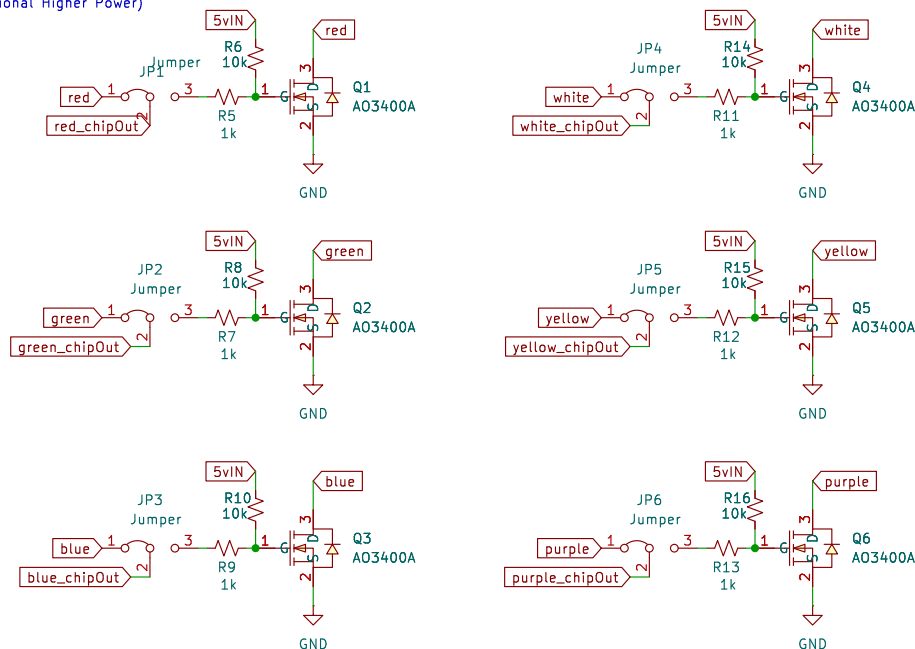 ional Higher Power)
5vIN
red
R6
10k
Jumper
JP1
3
D
red
1
3
1
G
Q1
AO3400A
S
red_chipOut
2
R5
1k
2
GND
5vIN
white
R14
10k
JP4
Jumper
3
D
white
1
3
1
G
Q4
AO3400A
S
white_chipOut
2
R11
1k
2
GND
5vIN
green
R8
10k
JP2
Jumper
3
D
green
1
3
1
G
Q2
AO3400A
S
green_chipOut
2
R7
1k
2
GND
5vIN
yellow
R15
10k
JP5
Jumper
3
D
yellow
1
3
1
G
Q5
AO3400A
S
yellow_chipOut
2
R12
1k
2
GND
5vIN
blue
R10
10k
JP3
Jumper
3
D
blue
1
3
1
G
Q3
AO3400A
S
blue_chipOut
2
R9
1k
2
GND
5vIN
purple
R16
10k
JP6
Jumper
3
D
purple
1
3
1
G
Q6
AO3400A
S
purple_chipOut
2
R13
1k
2
GND